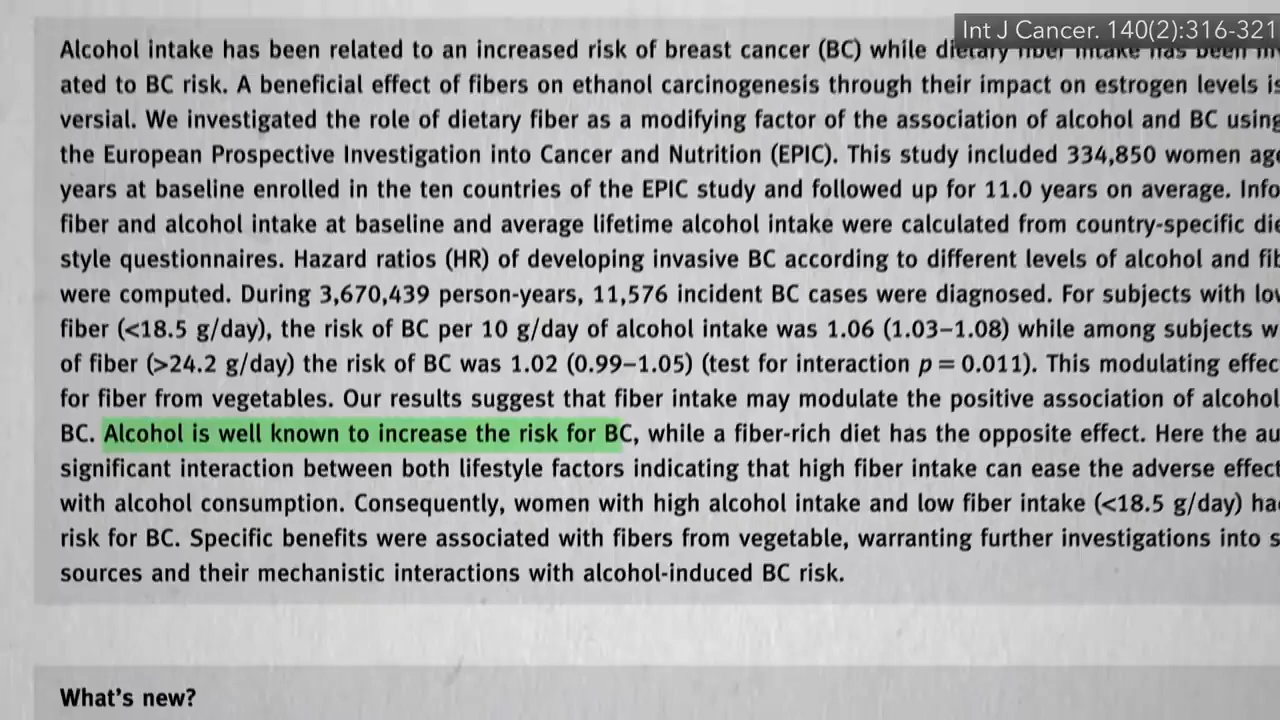 Int J Cancer. 140(2):316-321
Alcohol intake has been related to an increased risk of breast cancer (BC) while dietary fiber intake has been
ated to BC risk. A beneficial effect of fibers on ethanol carcinogenesis through their impact on estrogen levels is
versial. We investigated the role of dietary fiber as a modifying factor of the association of alcohol and BC using
the European Prospective Investigation into Cancer and Nutrition (EPIC). This study included 334,850 women
years at baseline enrolled in the ten countries of the EPIC study and followed up for 11.0 years on average.
fiber and alcohol intake at baseline and average lifetime alcohol intake were calculated from country-specific
style questionnaires. Hazard ratios (HR) of developing invasive BC according to different levels of alcohol and
were computed. During 3,670,439 person-years, 11,576 incident BC cases were diagnosed. For subjects with
fiber (<18.5 g/day), the risk of BC per 10 g/day of alcohol intake was 1.06 (1.03–1.08) while among subjects
of fiber (>24.2 g/day) the risk of BC was 1.02 (0.99–1.05) (test for interaction p = 0.011). This modulating
for fiber from vegetables. Our results suggest that fiber intake may modulate the positive association of alcohol
BC. Alcohol is well known to increase the risk for BC, while a fiber-rich diet has the opposite effect. Here the
significant interaction between both lifestyle factors indicating that high fiber intake can ease the adverse effect
with alcohol consumption. Consequently, women with high alcohol intake and low fiber intake (<18.5 g/day)
risk for BC. Specific benefits were associated with fibers from vegetable, warranting further investigations into
sources and their mechanistic interactions with alcohol-induced BC risk.
What's new?